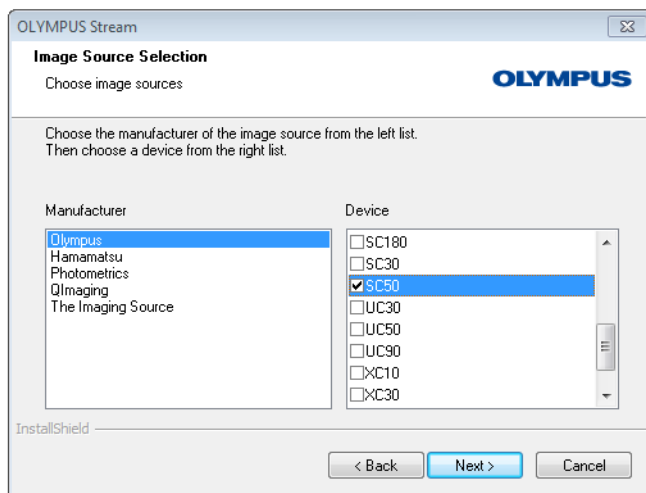 OLYMPUS Stream
Image Source Selection
Choose image sources
OLYMPUS
Choose the manufacturer of the image source from the left list.
Then choose a device from the right list.
Manufacturer
Device
Olympus
Hamamatsu
Photometrics
QImaging
The Imaging Source
SC180
SC30
SC50
UC30
UC50
UC90
XC10
XC30
InstallShield
< Back
Next >
Cancel